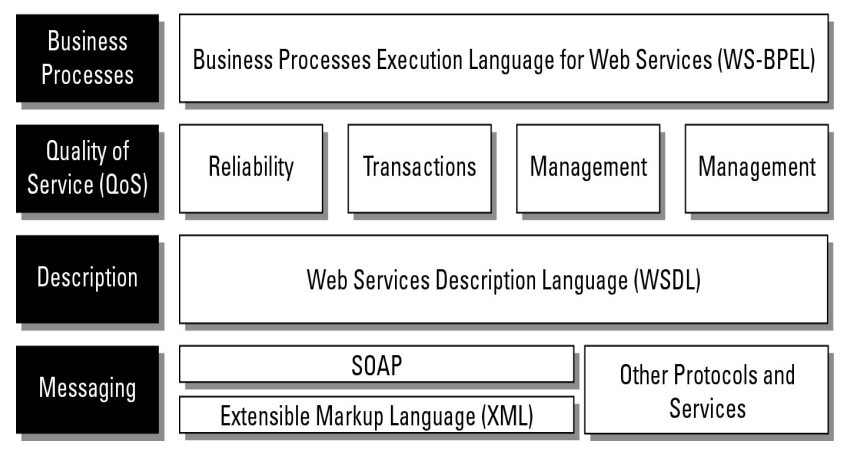 Business
Processes
Business Processes Execution Language for Web Services (WS-BPEL)
Quality of
Service (QoS)
Reliability
Transactions
Management
Management
Description
Web Services Description Language (WSDL)
Messaging
SOAP
Extensible Markup Language (XML)
Other Protocols and
Services